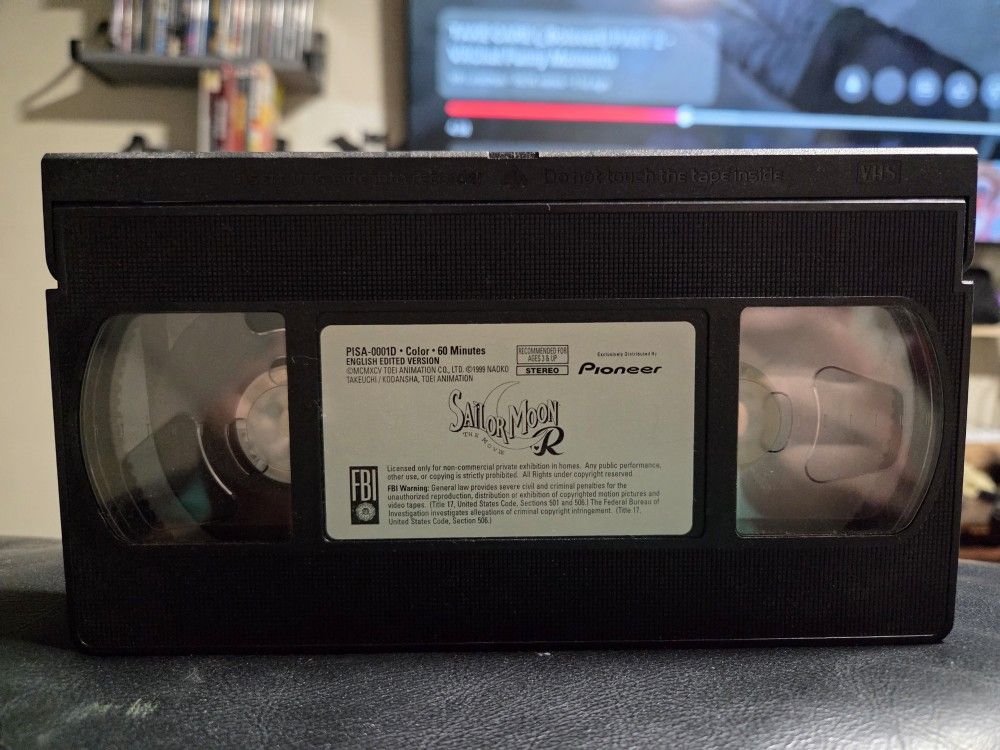 Do not touch the tape inside
VHS
PISA-0001D • Color • 60 Minutes
ENGLISH EDITED VERSION
©MCMXCV TOEI ANIMATION CO., LTD. ©1999 NAOKO
TAKEUCHI / KODANSHA, TOEI ANIMATION
RECOMMENDED FOR
AGES 3 & UP
STEREO
Exclusively Distributed By
Pioneer
SAILOR MOON
THE MOVIE
R
FBI
Licensed only for non-commercial private exhibition in homes. Any public performance,
other use, or copying is strictly prohibited. All Rights under copyright reserved.
FBI Warning: General law provides severe civil and criminal penalties for the
unauthorized reproduction, distribution or exhibition of copyrighted motion pictures and
video tapes. (Title 17, United States Code, Sections 501 and 506.) The Federal Bureau of
Investigation investigates allegations of criminal copyright infringement. (Title 17,
United States Code, Section 506.)